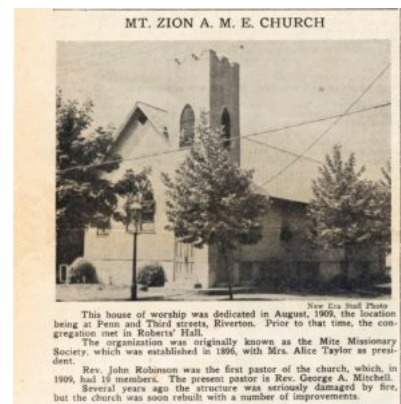 MT. ZION A. M. E. CHURCH
New Era Staff Photo
This house of worship was dedicated in August, 1909, the location
being at Penn and Third streets, Riverton. Prior to that time, the con-
gregation met in Roberts' Hall.
The organization was originally known as the Mite Missionary
Society, which was established in 1896, with Mrs. Alice Taylor as presi-
dent.
Rev. John Robinson was the first pastor of the church, which, in
1909, had 19 members. The present pastor is Rev. George A. Mitchell.
Several years ago the structure was seriously damaged by fire,
but the church was soon rebuilt with a number of improvements.